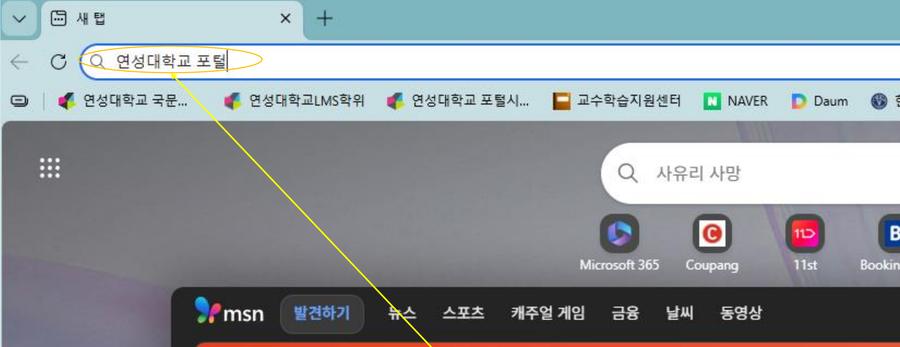 새 탭
연성대학교 포털
연성대학교 국문...
연성대학교LMS학위
연성대학교 포털시...
교수학습지원센터
N NAVER
Daum
사유리 사망
Microsoft 365
C Coupang
11st
Bookin
msn
발견하기
뉴스
스포츠
캐주얼 게임
금융
날씨
동영상